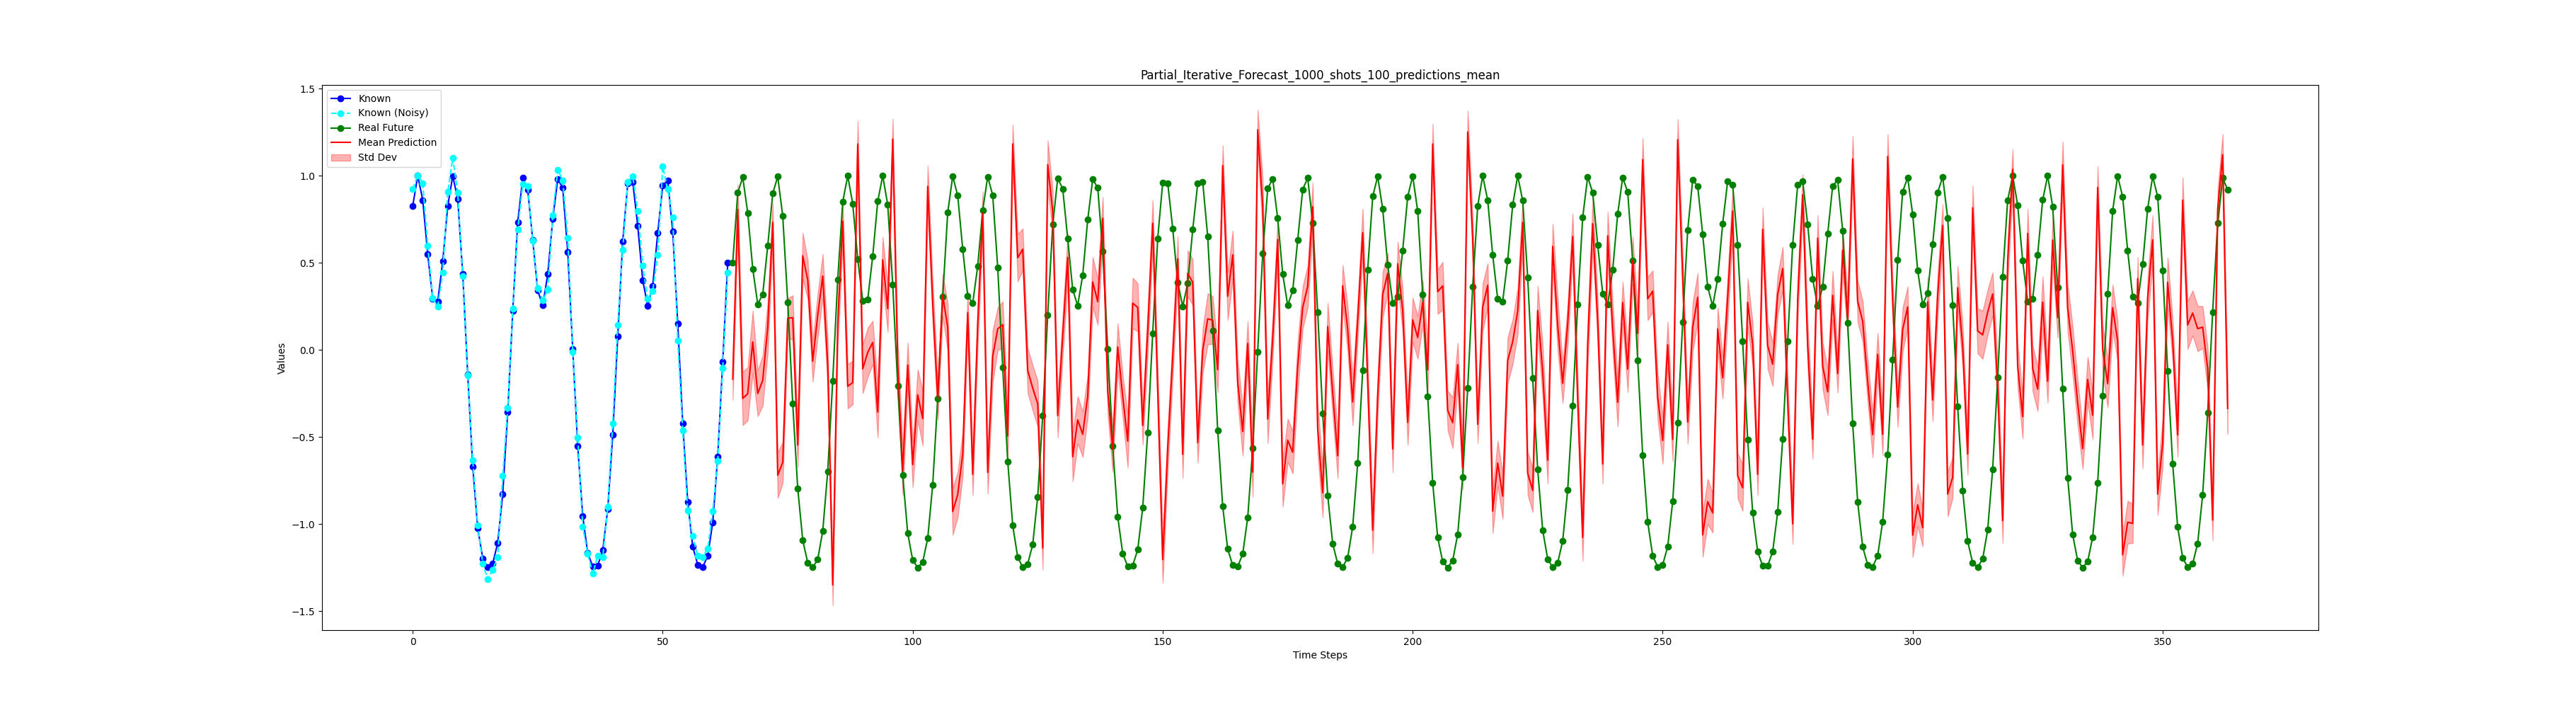 Partial_Iterative_Forecast_1000_shots_100_predictions_mean
Known
Known (Noisy)
Real Future
Mean Prediction
Std Dev
Values
1.5
1.0
0.5
0.0
−0.5
−1.0
−1.5
0 50 100 150 200 250 300 350
Time Steps